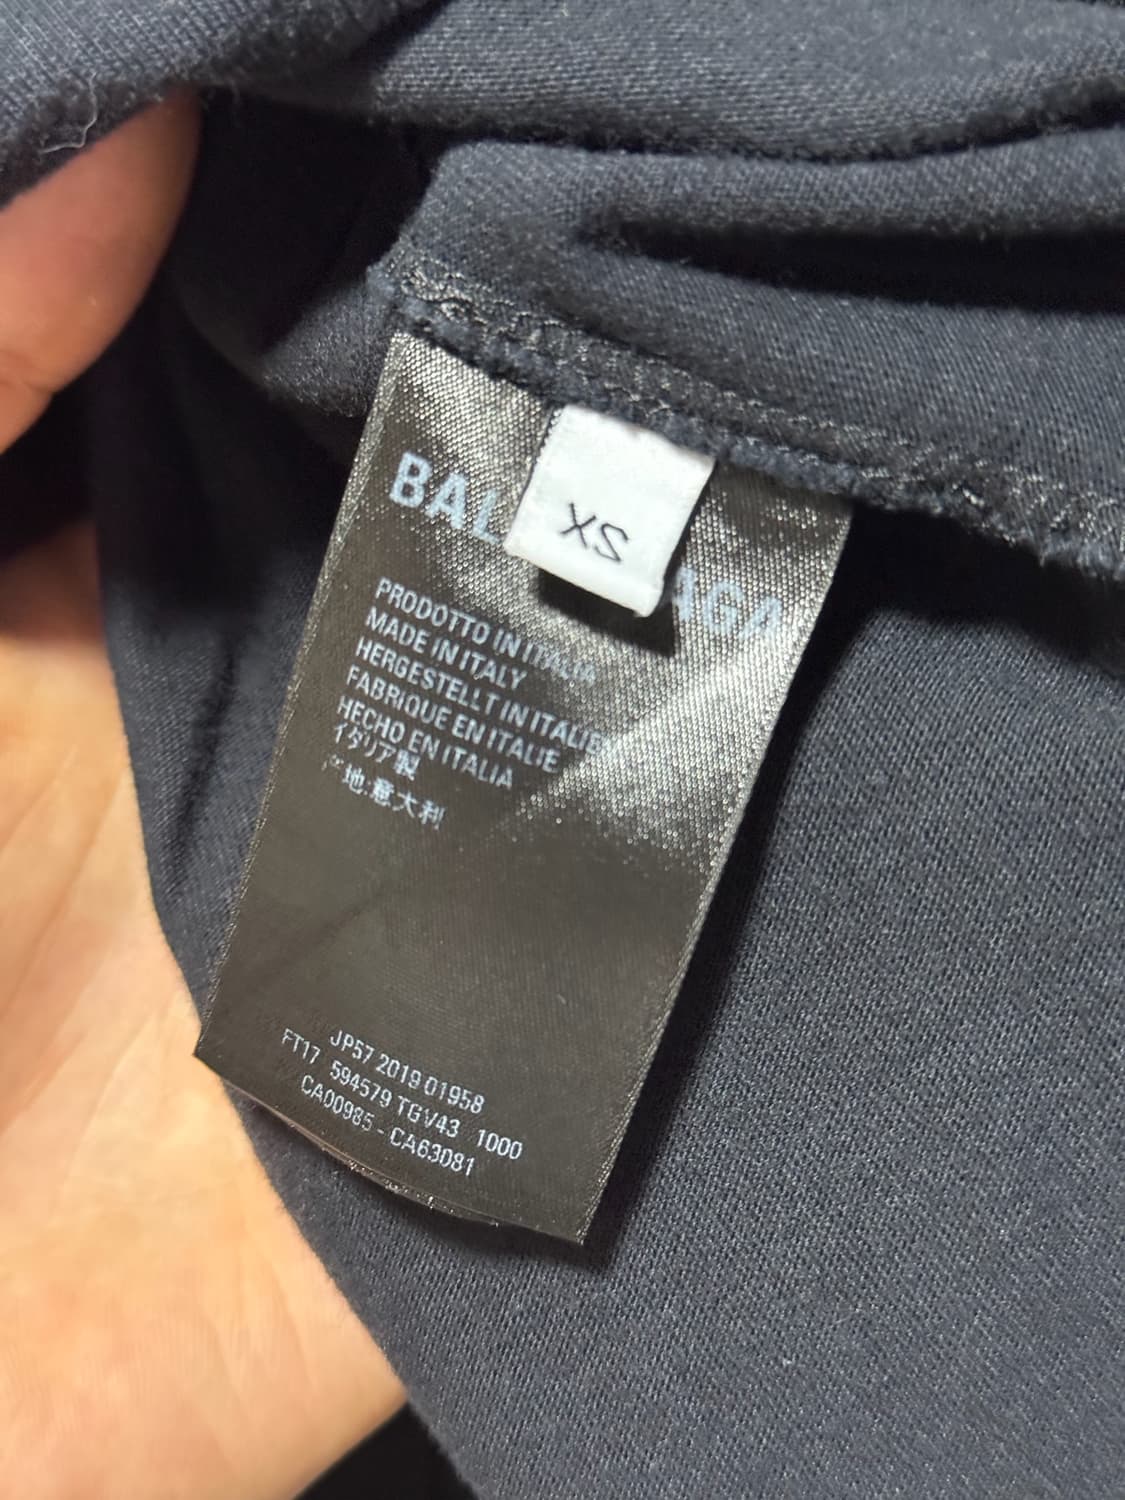 XS
BAL AGA
PRODOTTO IN ITALIA
MADE IN ITALY
HERGESTELLT IN ITALIE
FABRIQUE EN ITALIE
HECHO EN ITALIA
イタリア製
产地:意大利
JP57 2019 01958
FT17 594579 TGV43 1000
CA00985 - CA63081